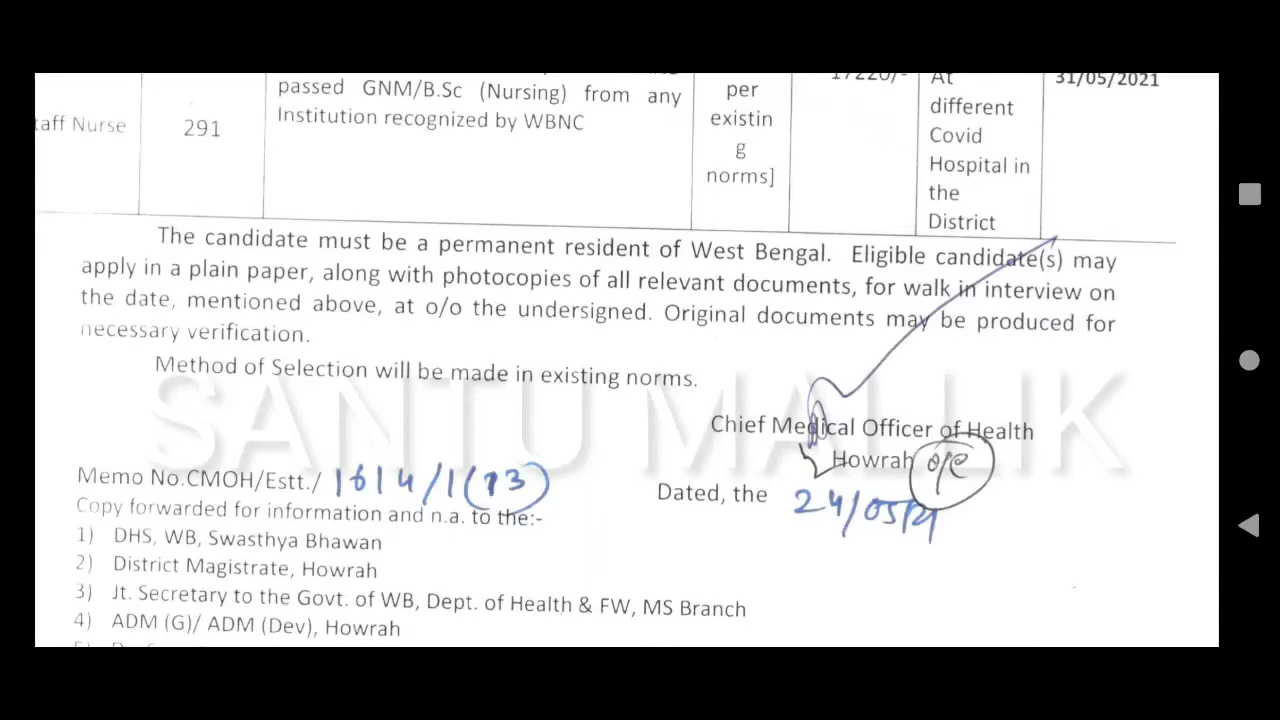 passed GNM/B.Sc (Nursing) from any
Institution recognized by WBNC
taff Nurse
291
per
existin
g
norms]
17220/-
At
different
Covid
Hospital in
the
District
31/05/2021
The candidate must be a permanent resident of West Bengal. Eligible candidate(s) may
apply in a plain paper, along with photocopies of all relevant documents, for walk in interview on
the date, mentioned above, at o/o the undersigned. Original documents may be produced for
necessary verification.
Method of Selection will be made in existing norms.
SANTU MALLIK
Chief Medical Officer of Health
Howrah
Memo No.CMOH/Estt./ 1614/1(13)
Dated, the 24/05/21
Copy forwarded for information and n.a. to the:-
1) DHS, WB, Swasthya Bhawan
2) District Magistrate, Howrah
3) Jt. Secretary to the Govt. of WB, Dept. of Health & FW, MS Branch
4) ADM (G)/ ADM (Dev), Howrah